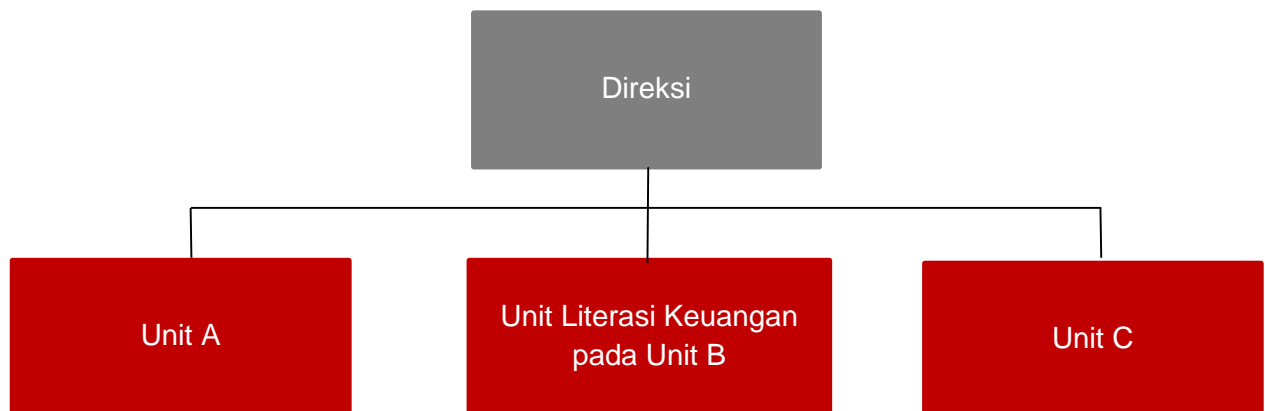 Direksi
Unit A
Unit Literasi Keuangan
pada Unit B
Unit C